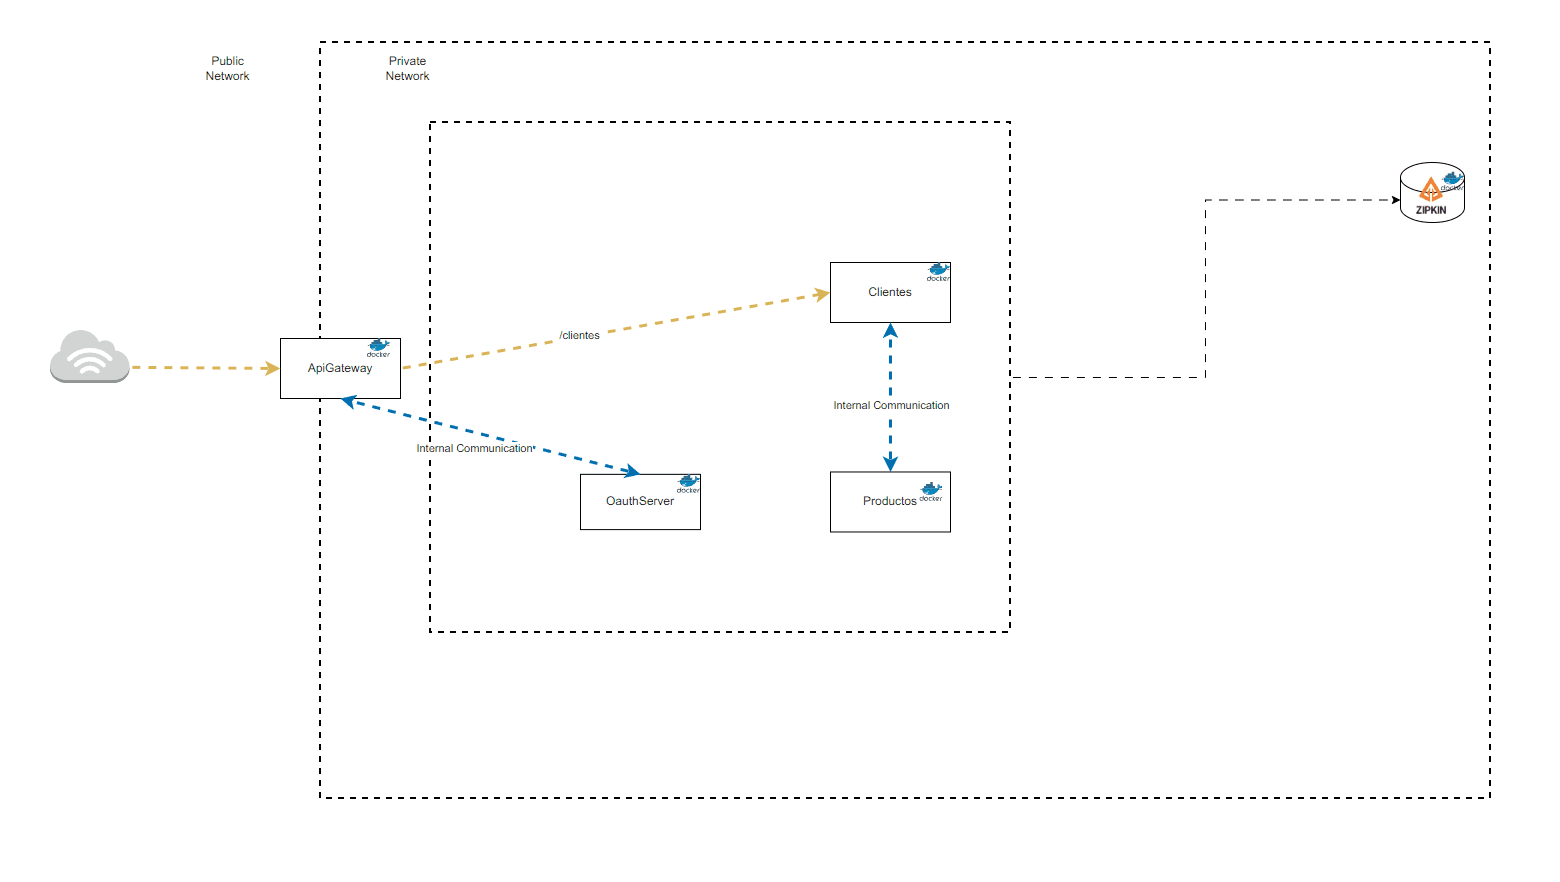 Public
Network
Private
Network
docker
ZIPKIN
docker
Clientes
/clientes
docker
ApiGateway
Internal Communication
Internal Communication
docker
OauthServer
docker
Productos